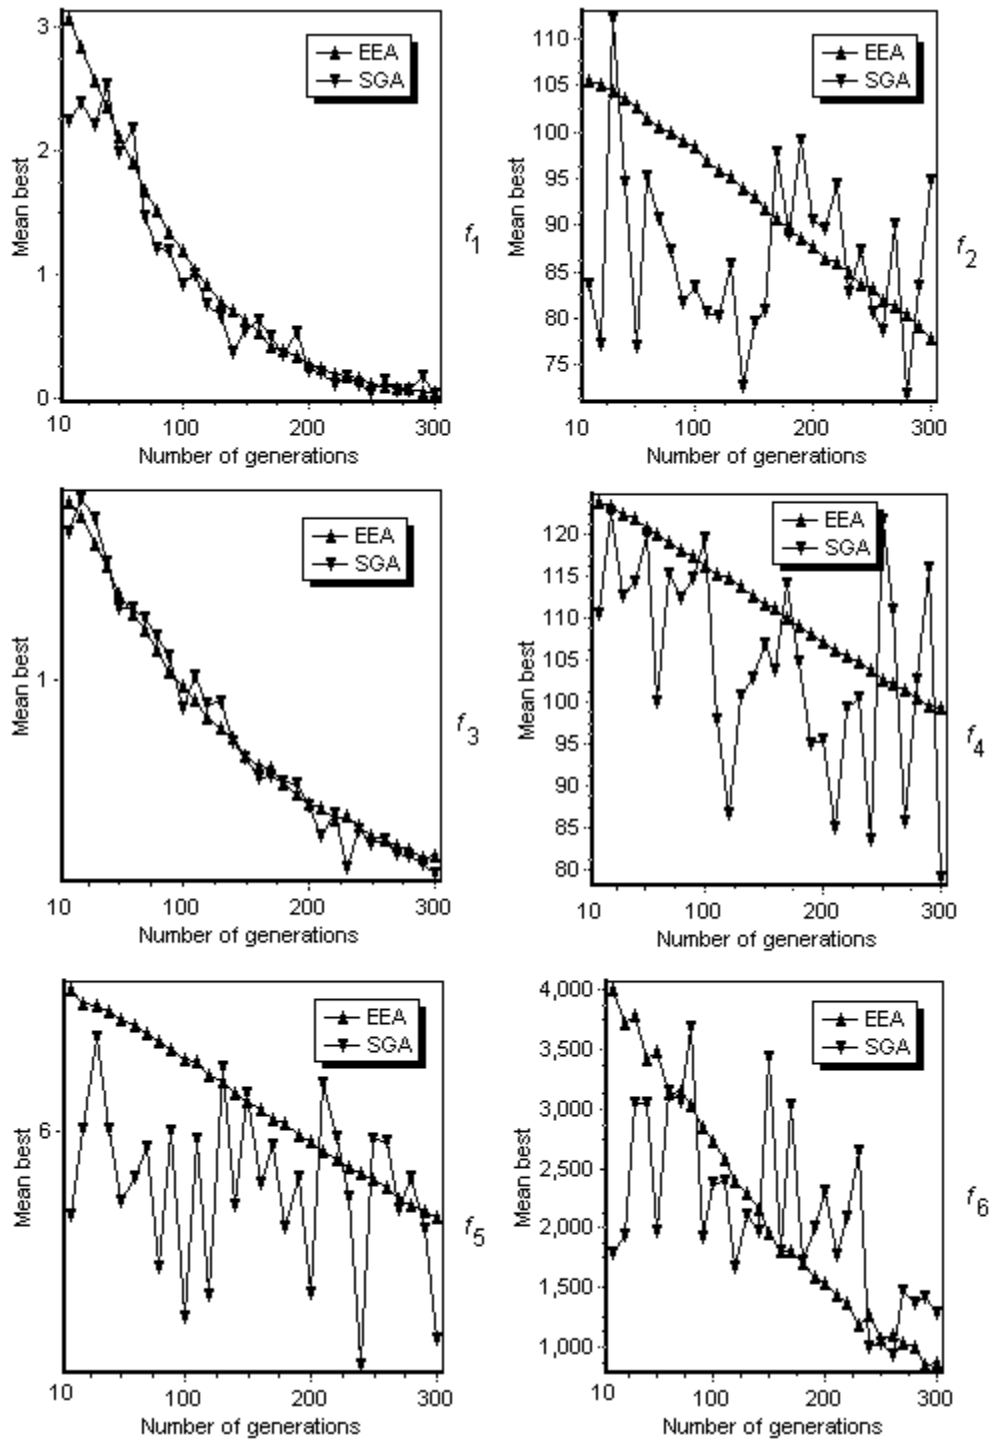 3
2
1
0
Mean best
EEA
SGA
10 100 200 300
Number of generations
f1
110
105
100
95
90
85
80
75
Mean best
EEA
SGA
10 100 200 300
Number of generations
f2
1
Mean best
EEA
SGA
10 100 200 300
Number of generations
f3
120
115
110
105
100
95
90
85
80
Mean best
EEA
SGA
10 100 200 300
Number of generations
f4
6
Mean best
EEA
SGA
10 100 200 300
Number of generations
f5
4,000
3,500
3,000
2,500
2,000
1,500
1,000
Mean best
EEA
SGA
10 100 200 300
Number of generations
f6